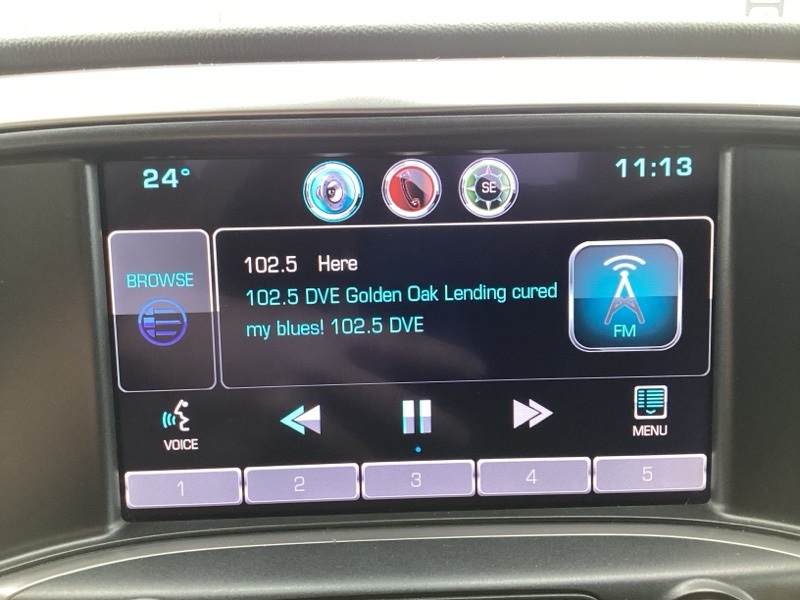 24°
SE
11:13
BROWSE
102.5 Here
102.5 DVE Golden Oak Lending cured
my blues! 102.5 DVE
FM
VOICE
MENU
1 2 3 4 5